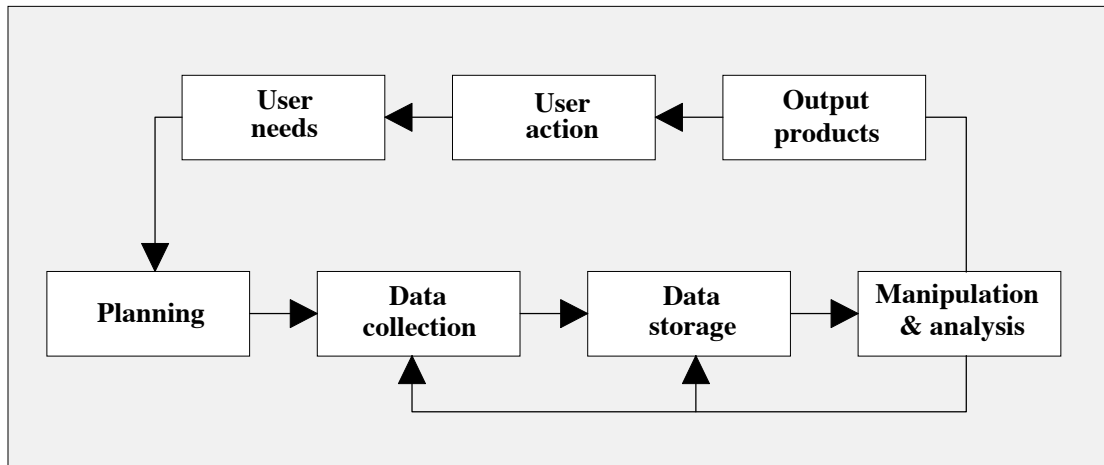 User
needs
User
action
Output
products
Planning
Data
collection
Data
storage
Manipulation
& analysis